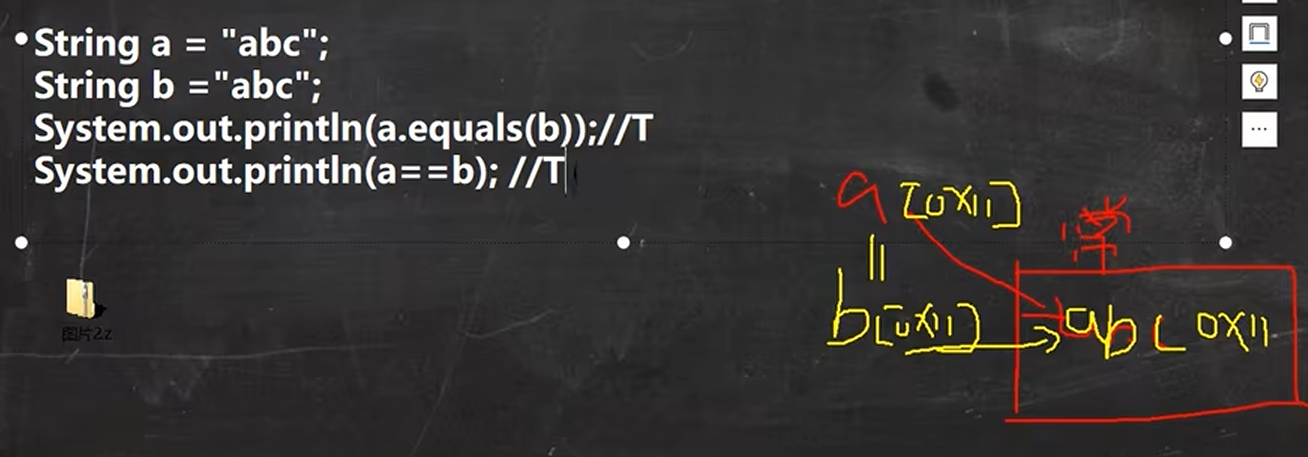 •String a = "abc";
String b ="abc";
System.out.println(a.equals(b));//T
System.out.println(a==b); //T
a [0X11]
常
||
b[0X11]
abc 0X11
图片2.z